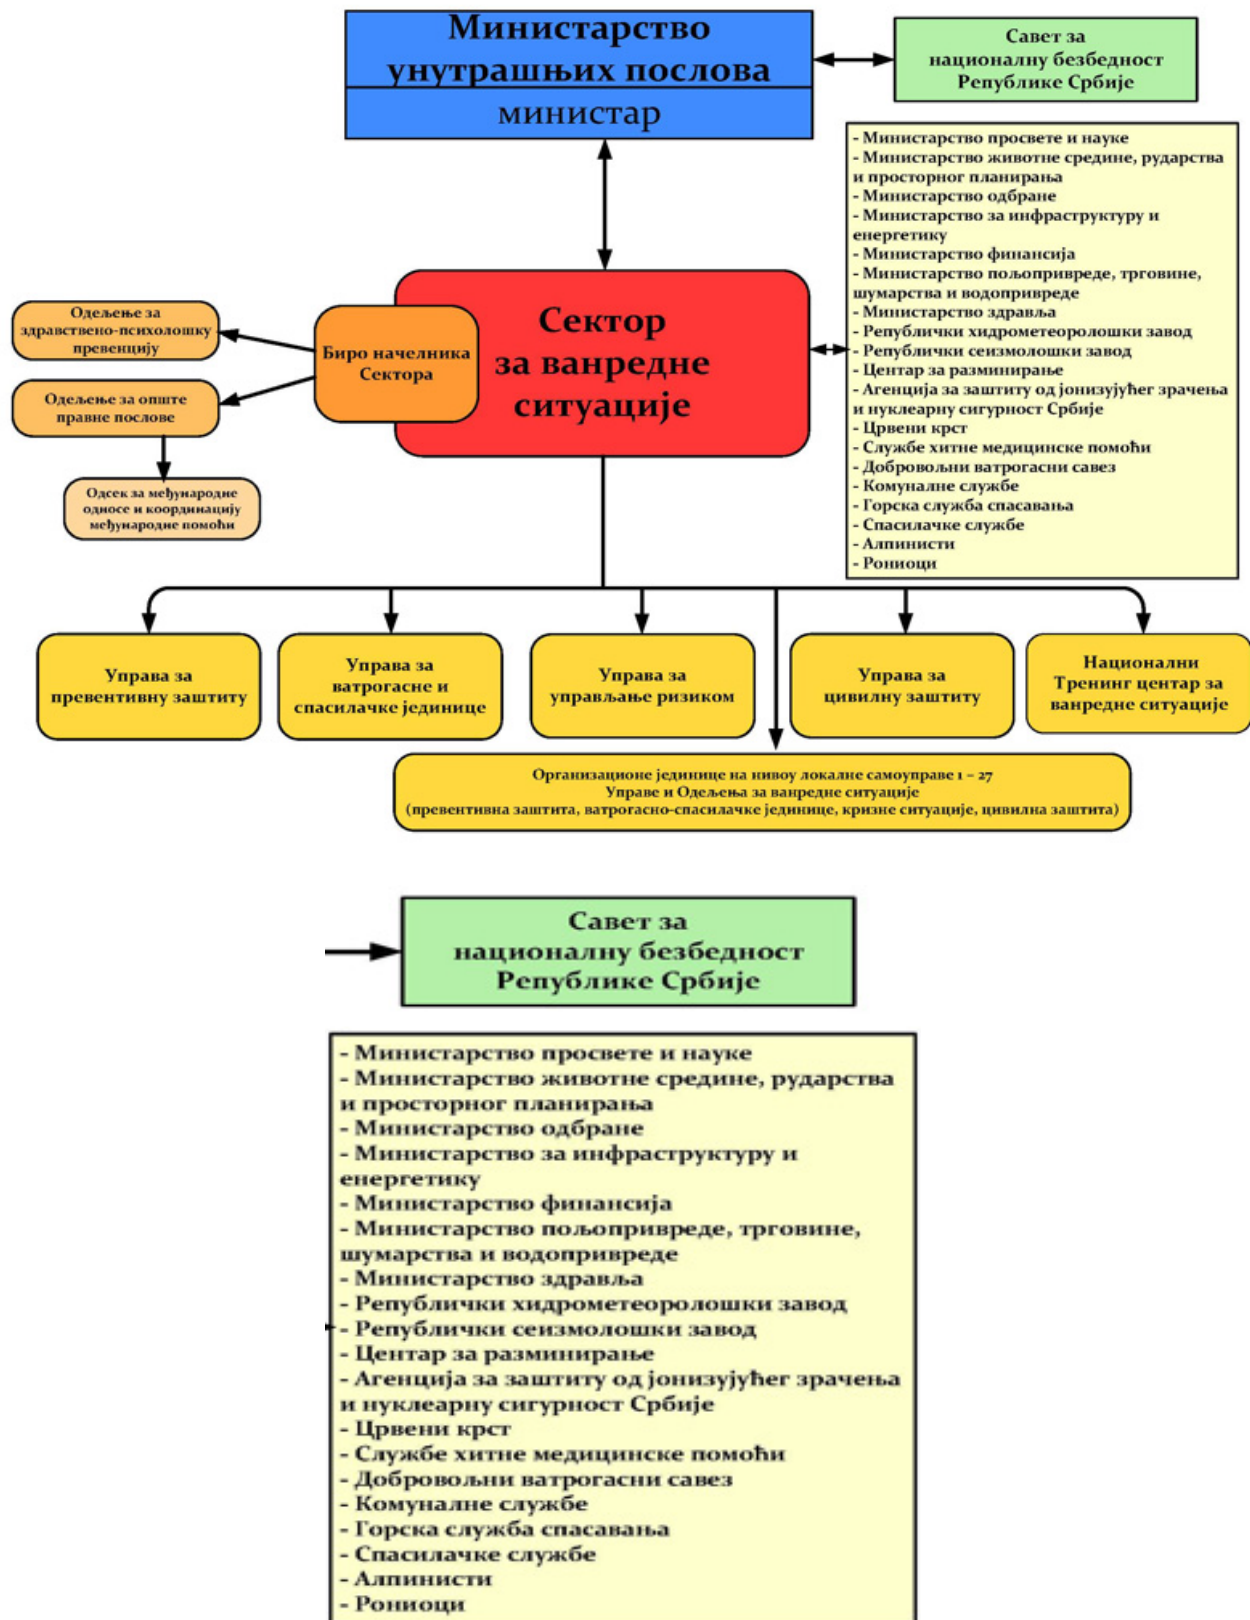 Министарство
унутрашњих послова
министар
Савет за
националну безбедност
Републике Србије
- Министарство просвете и науке
- Министарство животне средине, рударства
и просторног планирања
- Министарство одбране
- Министарство за инфраструктуру и
енергетику
- Министарство финансија
- Министарство пољопривреде, трговине,
шумарства и водопривреде
- Министарство здравља
- Републички хидрометеоролошки завод
- Републички сеизмолошки завод
- Центар за разминирање
- Агенција за заштиту од јонизујућег зрачења
и нуклеарну сигурност Србије
- Црвени крст
- Службе хитне медицинске помоћи
- Добровољни ватрогасни савез
- Комуналне службе
- Горска служба спасавања
- Спасилачке службе
- Алпинисти
- Рониоци
Сектор
за ванредне
ситуације
Биро начелника
Сектора
Одељење за
здравствено-психолошку
превенцију
Одељење за опште
правне послове
Одсек за међународне
односе и координацију
међународне помоћи
Управа за
превентивну заштиту
Управа за
ватрогасне и
спасилачке јединице
Управа за
управљање ризиком
Управа за
цивилну заштиту
Национални
Тренинг центар за
ванредне ситуације
Организационе јединице на нивоу локалне самоуправе 1 – 27
Управе и Одељења за ванредне ситуације
(превентивна заштита, ватрогасно-спасилачке јединице, кризне ситуације, цивилна заштита)
Савет за
националну безбедност
Републике Србије
- Министарство просвете и науке
- Министарство животне средине, рударства
и просторног планирања
- Министарство одбране
- Министарство за инфраструктуру и
енергетику
- Министарство финансија
- Министарство пољопривреде, трговине,
шумарства и водопривреде
- Министарство здравља
- Републички хидрометеоролошки завод
- Републички сеизмолошки завод
- Центар за разминирање
- Агенција за заштиту од јонизујућег зрачења
и нуклеарну сигурност Србије
- Црвени крст
- Службе хитне медицинске помоћи
- Добровољни ватрогасни савез
- Комуналне службе
- Горска служба спасавања
- Спасилачке службе
- Алпинисти
- Рониоци